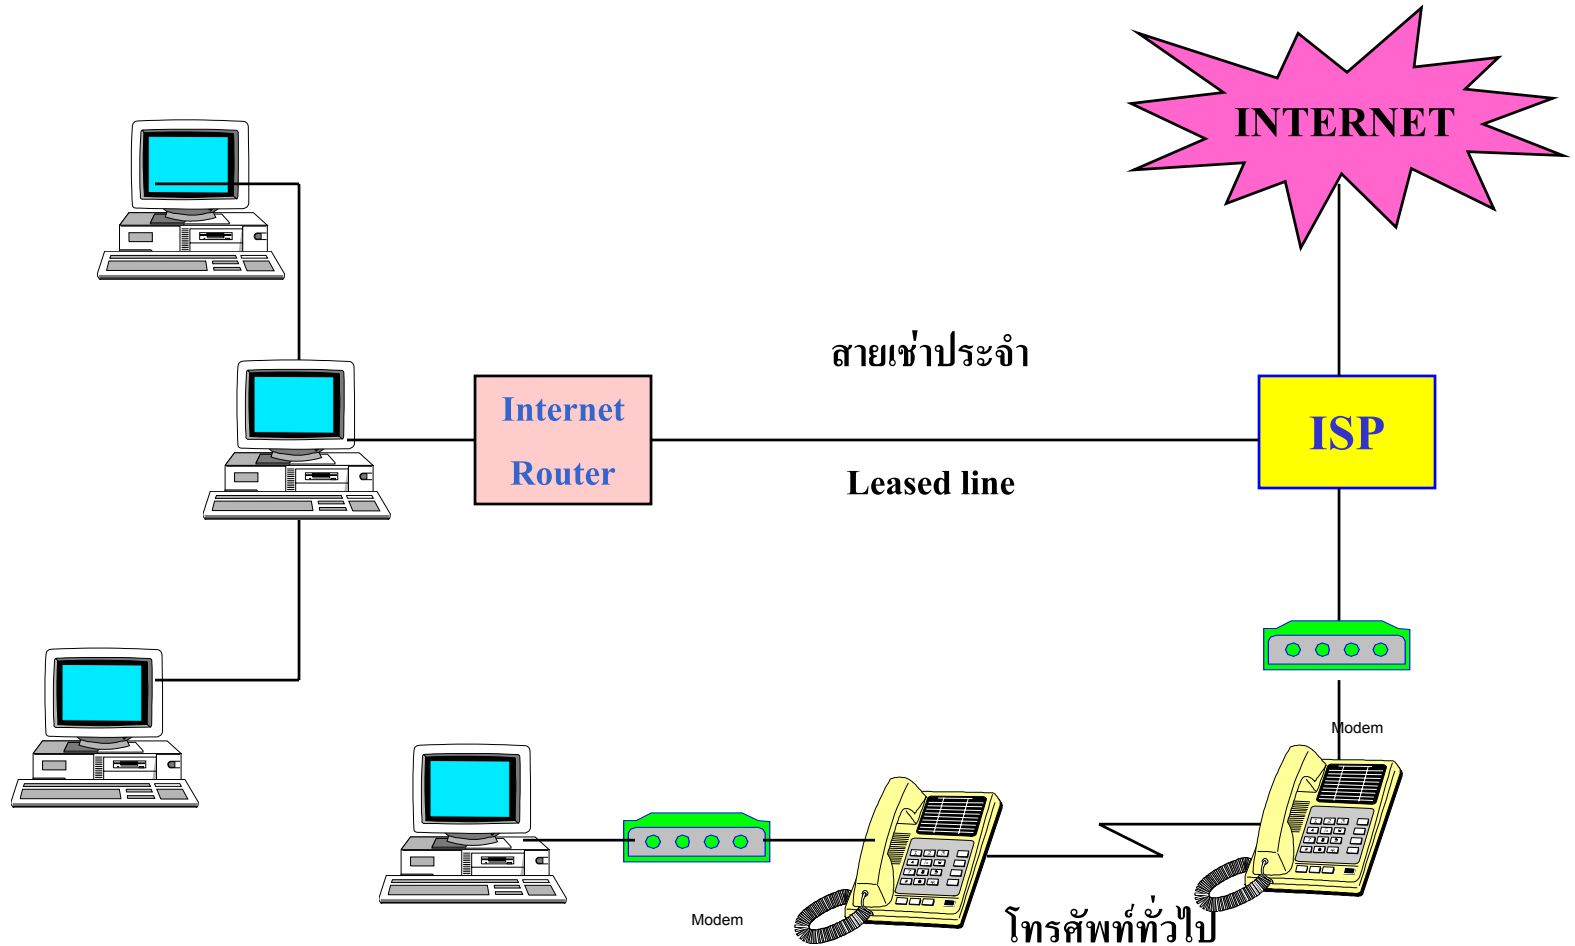 INTERNET
สายเช่าประจำ
Internet
Router
ISP
Leased line
Modem
Modem
โทรศัพท์ทั่วไป